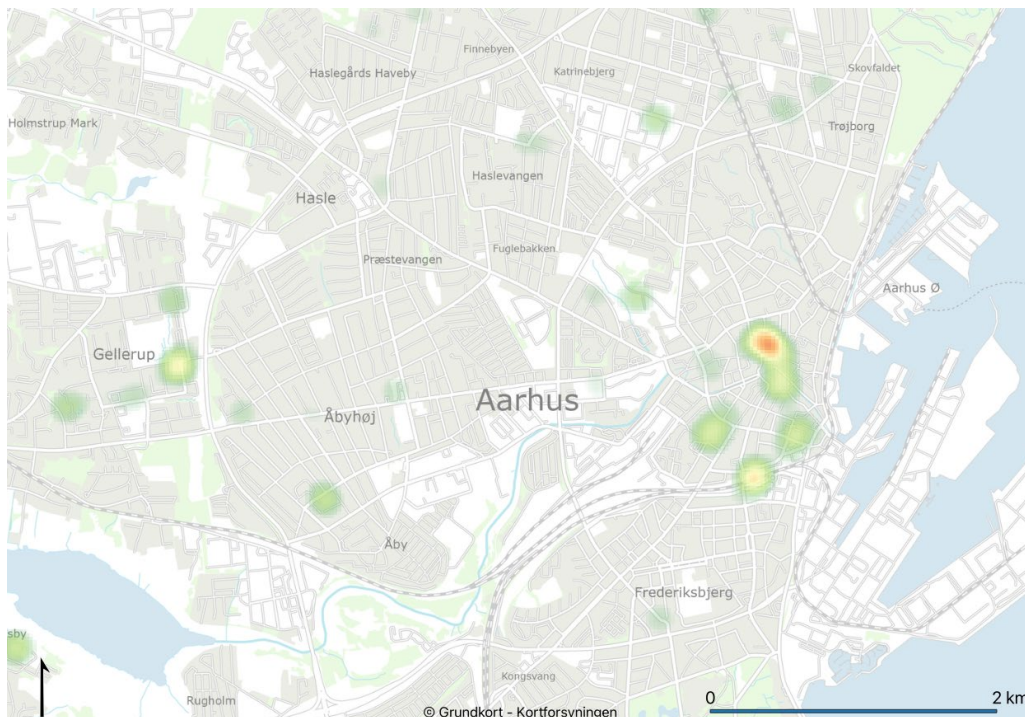 Finnebyen
Skovfaldet
Haslegårds Haveby
Katrinebjerg
Holmstrup Mark
Trøjborg
Haslevangen
Hasle
Fuglebakken
Præstevangen
Aarhus Ø
Gellerup
Aarhus
Åbyhøj
Åby
Frederiksbjerg
sby
Kongsvang
Rugholm
0
2 km
© Grundkort - Kortforsyningen